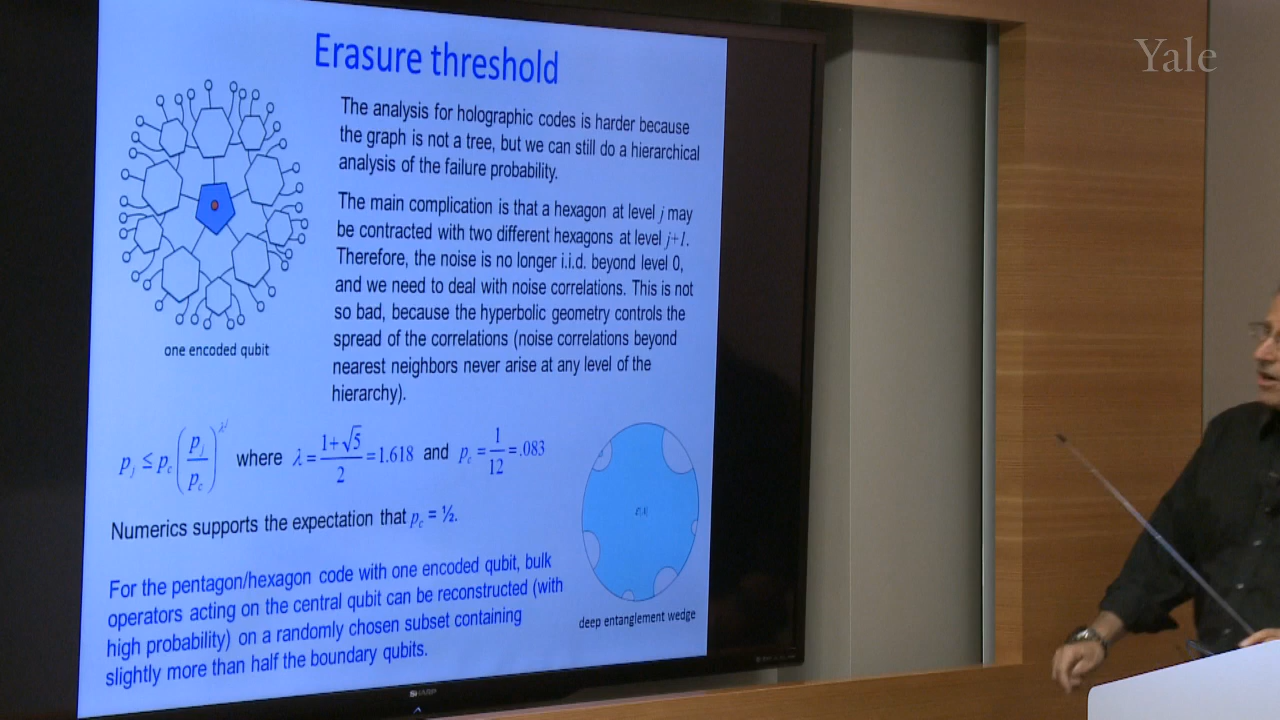 Yale
Erasure threshold
The analysis for holographic codes is harder because
the graph is not a tree, but we can still do a hierarchical
analysis of the failure probability.
The main complication is that a hexagon at level j may
be contracted with two different hexagons at level j+1.
Therefore, the noise is no longer i.i.d. beyond level 0,
and we need to deal with noise correlations. This is not
so bad, because the hyperbolic geometry controls the
spread of the correlations (noise correlations beyond
nearest neighbors never arise at any level of the
hierarchy).
one encoded qubit
p_j ≤ p_c (p_j / p_c)^{λ^j} where λ = (1+√5)/2 = 1.618 and p_c = 1/12 = .083
Numerics supports the expectation that p_c = ½.
For the pentagon/hexagon code with one encoded qubit, bulk
operators acting on the central qubit can be reconstructed (with
high probability) on a randomly chosen subset containing
slightly more than half the boundary qubits.
deep entanglement wedge
SHARP